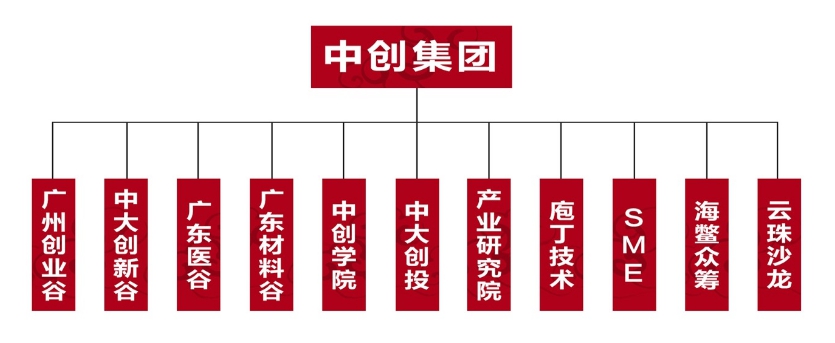 中创集团
广州创业谷
中大创新谷
广东医谷
广东材料谷
中创学院
中大创投
产业研究院
庖丁技术
SME
海鳖众筹
云珠沙龙